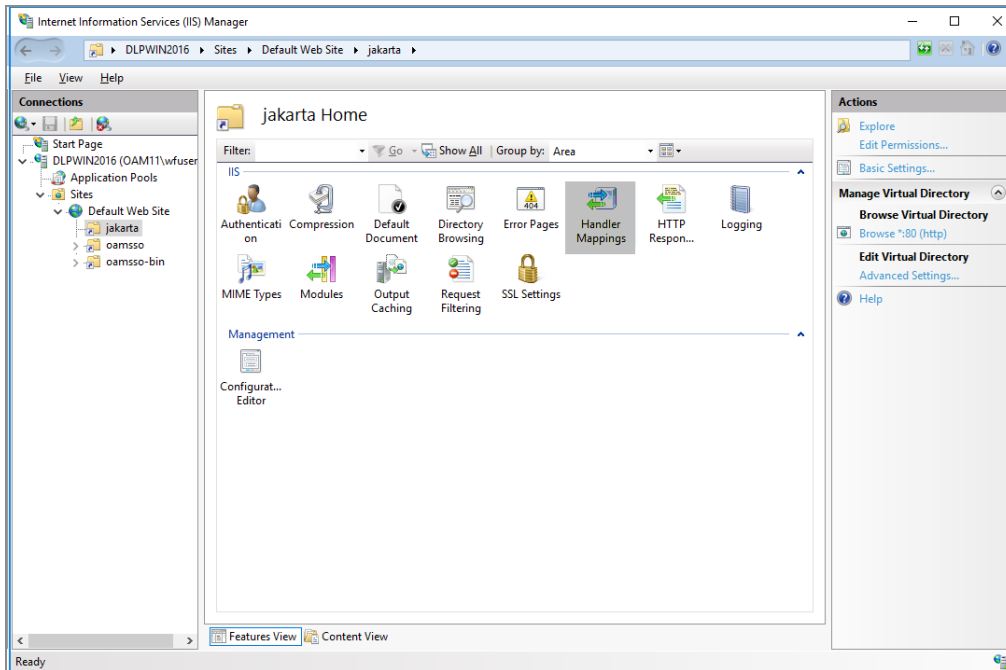 Internet Information Services (IIS) Manager
DLPWIN2016 Sites Default Web Site jakarta
File View Help
Connections
Start Page
DLPWIN2016 (OAM11\wfuser
Application Pools
Sites
Default Web Site
jakarta
oamsso
oamsso-bin
jakarta Home
Filter: Go Show All Group by: Area
IIS
Authenticati
on
Compression
Default
Document
Directory
Browsing
Error Pages
404
Handler
Mappings
HTTP
Respon...
Logging
MIME Types
Modules
Output
Caching
Request
Filtering
SSL Settings
Management
Configurat...
Editor
Features View Content View
Actions
Explore
Edit Permissions...
Basic Settings...
Manage Virtual Directory
Browse Virtual Directory
Browse *:80 (http)
Edit Virtual Directory
Advanced Settings...
Help
Ready